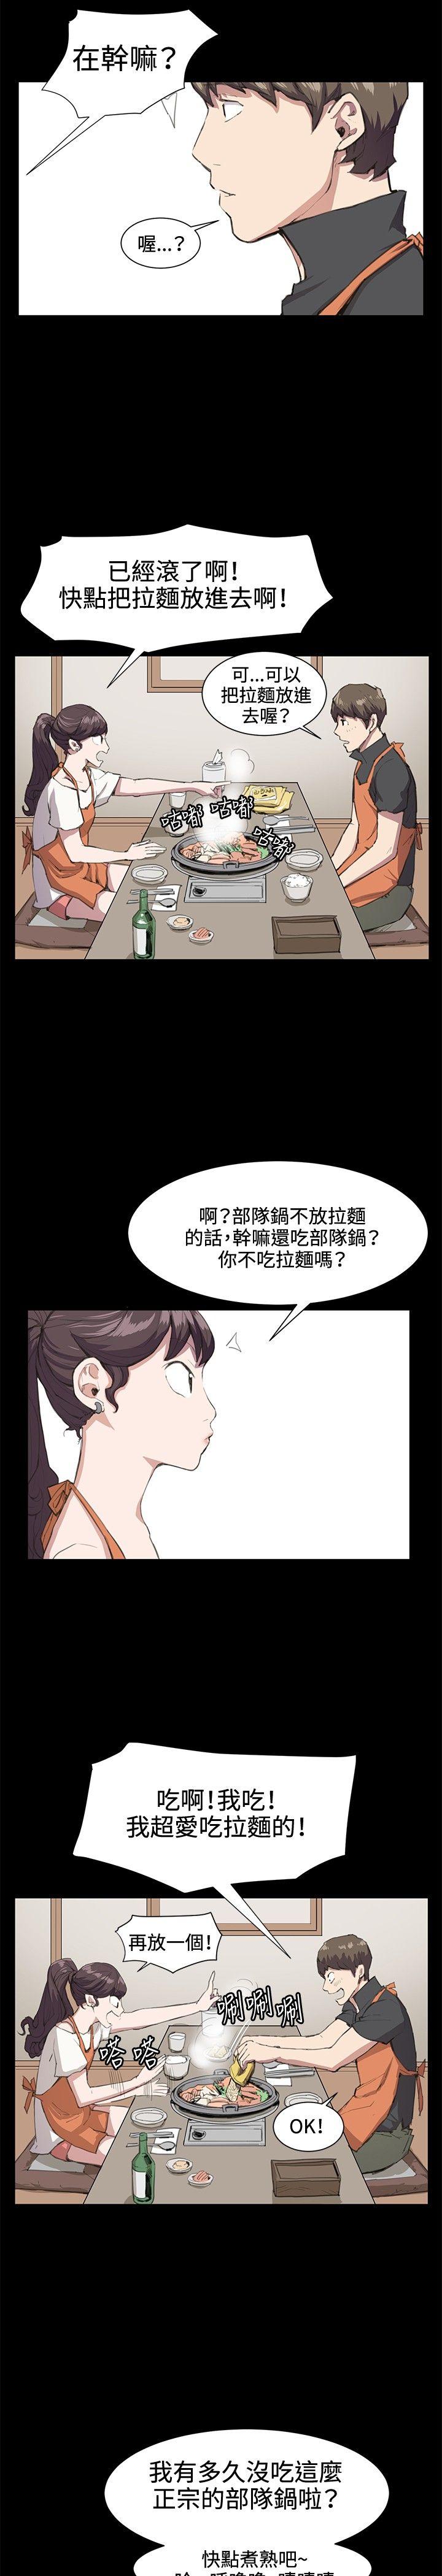 在幹嘛？
喔...？
已經滾了啊！
快點把拉麵放進去啊！
可...可以
把拉麵放進
去喔？
咕嘟 咕嘟
咕嘟
啊？部隊鍋不放拉麵
的話，幹嘛還吃部隊鍋？
你不吃拉麵嗎？
吃啊！我吃！
我超愛吃拉麵的！
再放一個！
唰唰唰
嗒 嗒
OK！
我有多久沒吃這麼
正宗的部隊鍋啦？
快點煮熟吧~